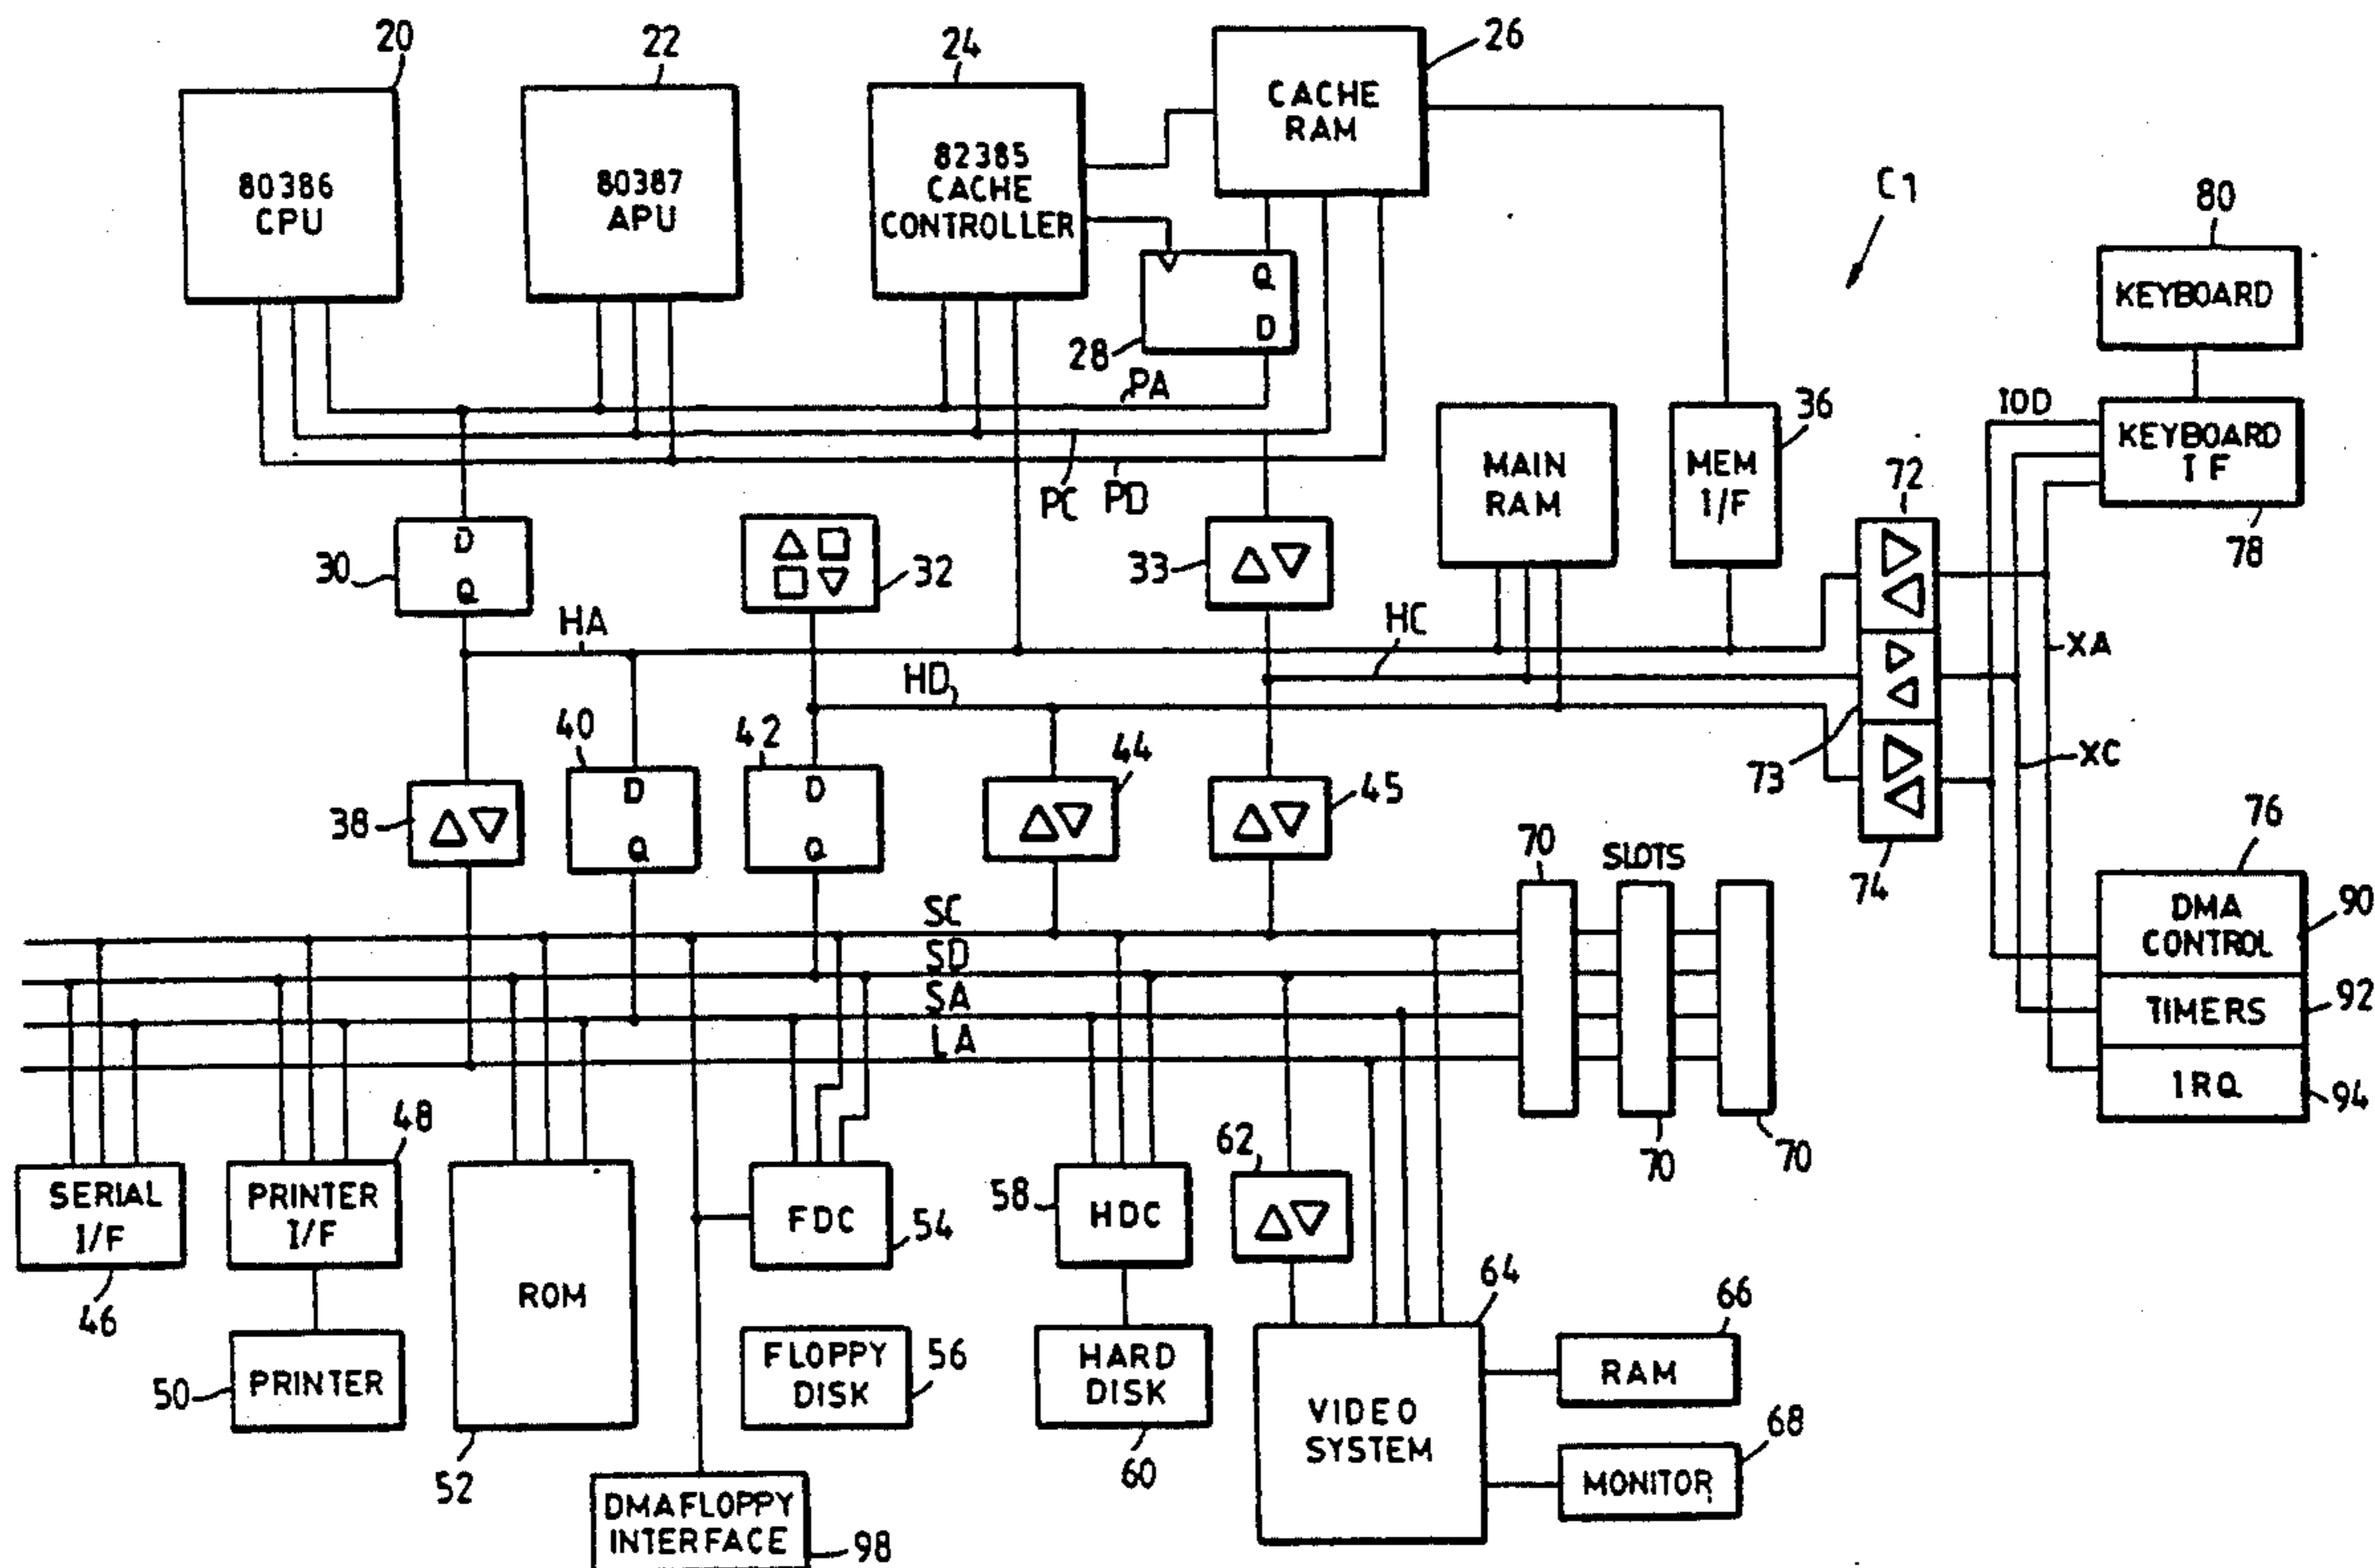 20
22
24
26
80386
CPU
80387
APU
82385
CACHE
CONTROLLER
CACHE
RAM
C1
80
KEYBOARD
Q
D
28
PA
PC
PD
MAIN
RAM
MEM
I/F
36
72
IOD
KEYBOARD
IF
78
D
Q
30
32
33
HA
HC
HD
XA
XC
73
74
40
42
44
45
38
D
Q
D
Q
70
SLOTS
70
70
76
DMA
CONTROL
90
TIMERS
92
IRQ
94
SC
SD
SA
LA
48
SERIAL
I/F
46
PRINTER
I/F
50
PRINTER
ROM
52
FDC
54
58
HDC
62
64
FLOPPY
DISK
56
HARD
DISK
60
VIDEO
SYSTEM
66
RAM
68
MONITOR
DMA FLOPPY
INTERFACE
98